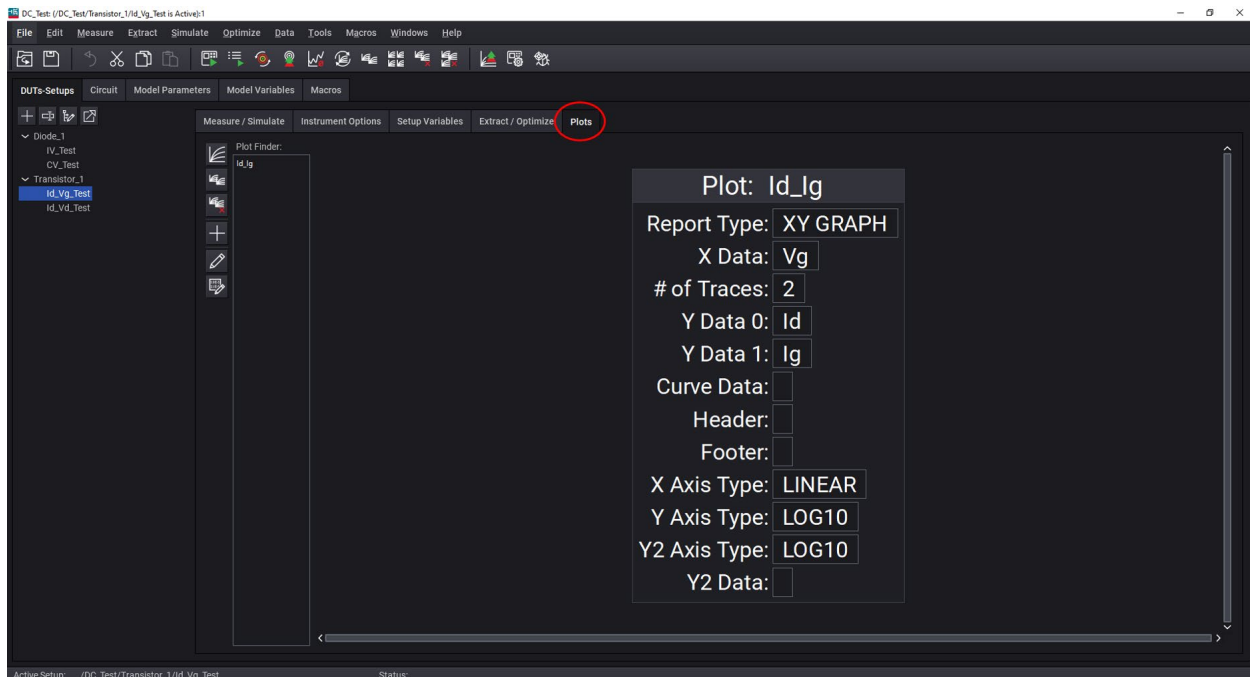 DC_Test: (/DC_Test/Transistor_1/Id_Vg_Test is Active):1
File Edit Measure Extract Simulate Optimize Data Tools Macros Windows Help
DUTs-Setups Circuit Model Parameters Model Variables Macros
Measure / Simulate Instrument Options Setup Variables Extract / Optimize Plots
Diode_1
IV_Test
CV_Test
Transistor_1
Id_Vg_Test
Id_Vd_Test
Plot Finder:
Id_Ig
Plot: Id_Ig
Report Type: XY GRAPH
X Data: Vg
# of Traces: 2
Y Data 0: Id
Y Data 1: Ig
Curve Data:
Header:
Footer:
X Axis Type: LINEAR
Y Axis Type: LOG10
Y2 Axis Type: LOG10
Y2 Data:
Active Setup: /DC_Test/Transistor_1/Id_Vg_Test Status: